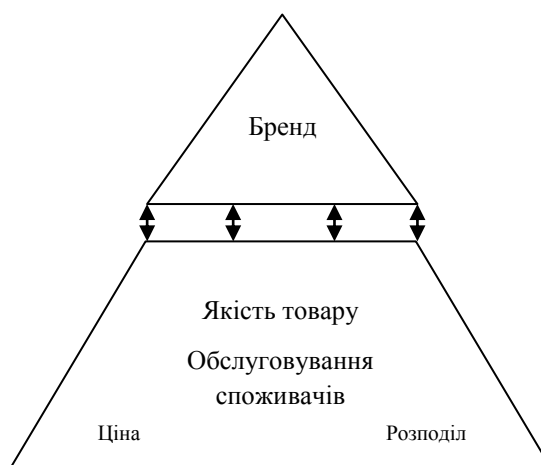 Бренд
Якість товару
Обслуговування
споживачів
Ціна
Розподіл